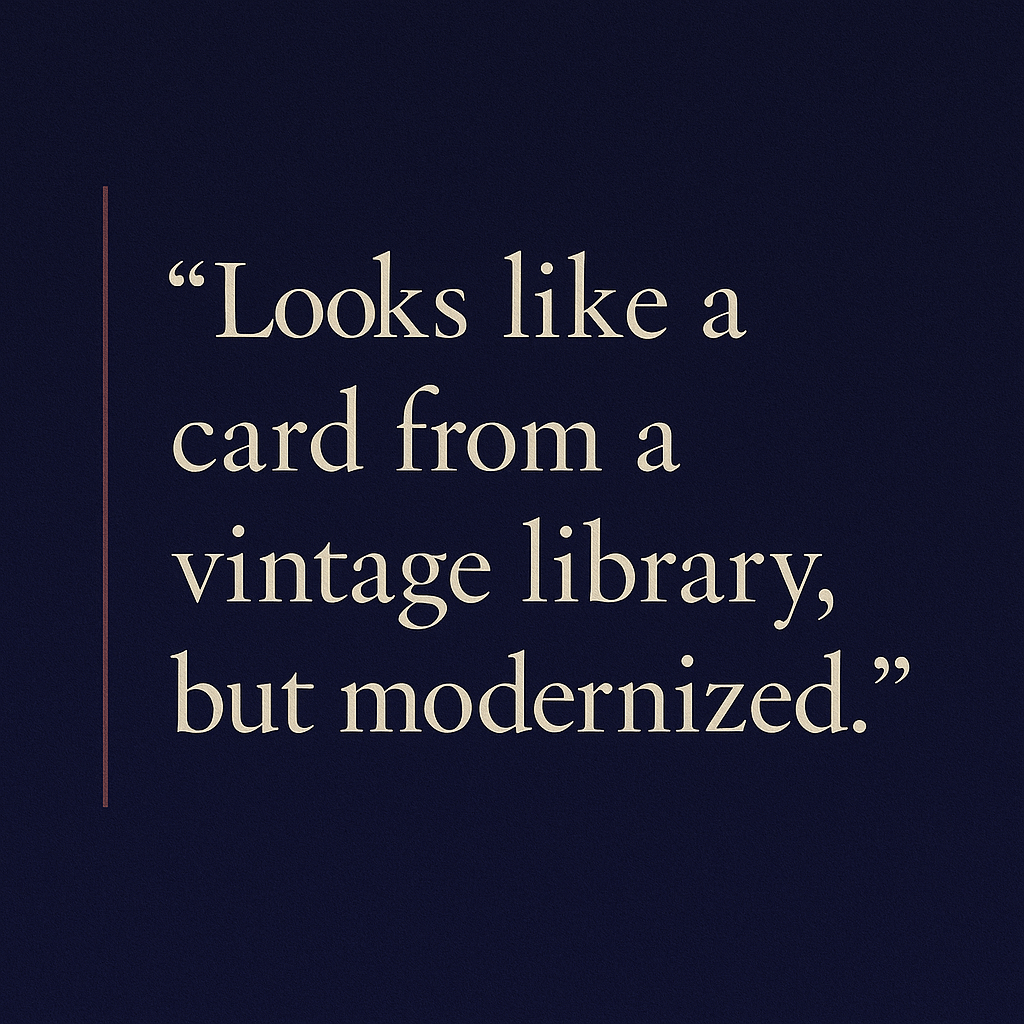 “Looks like a
card from a
vintage library,
but modernized.”